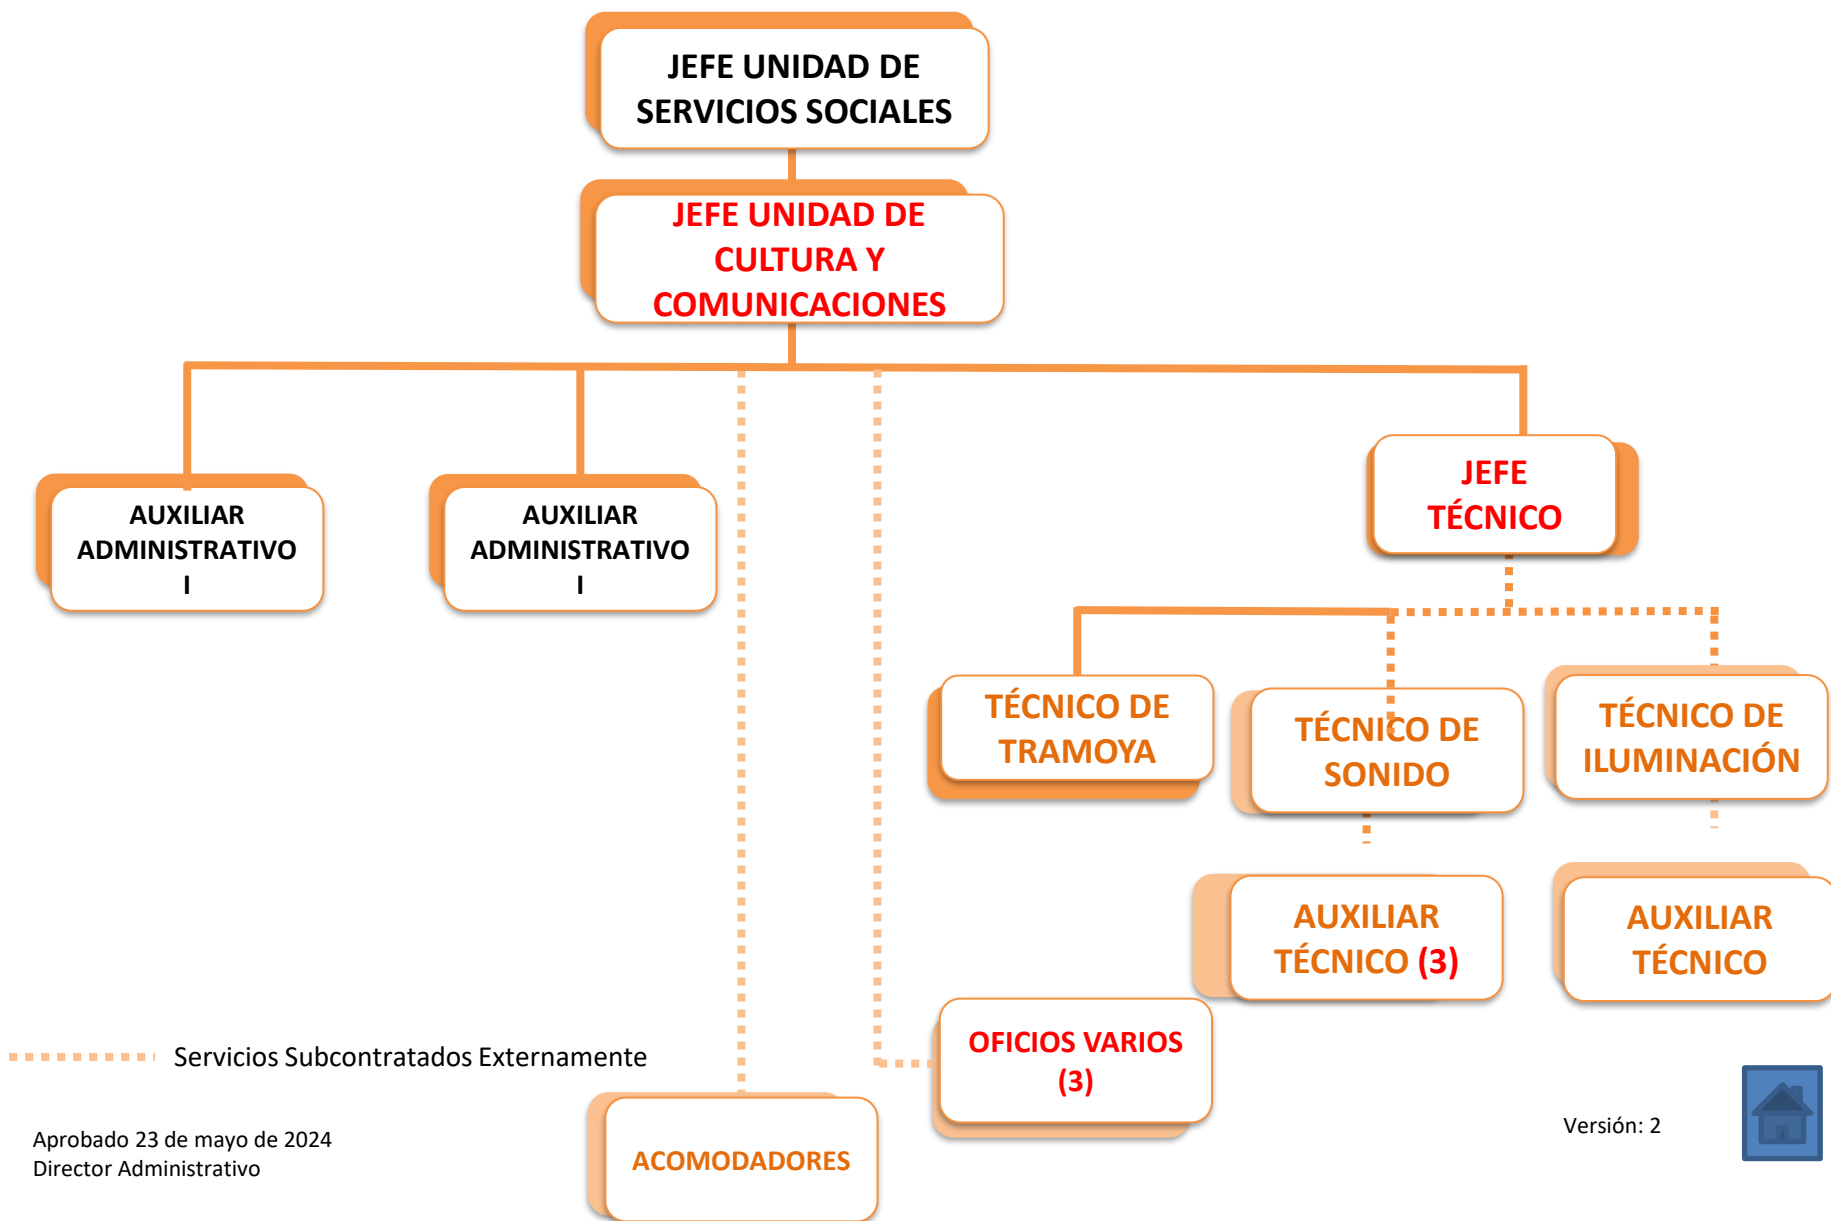 JEFE UNIDAD DE
SERVICIOS SOCIALES
JEFE UNIDAD DE
CULTURA Y
COMUNICACIONES
AUXILIAR
ADMINISTRATIVO
I
AUXILIAR
ADMINISTRATIVO
I
JEFE
TÉCNICO
TÉCNICO DE
TRAMOYA
TÉCNICO DE
SONIDO
TÉCNICO DE
ILUMINACIÓN
AUXILIAR
TÉCNICO (3)
AUXILIAR
TÉCNICO
OFICIOS VARIOS
(3)
Servicios Subcontratados Externamente
ACOMODADORES
Aprobado 23 de mayo de 2024
Director Administrativo
Versión: 2